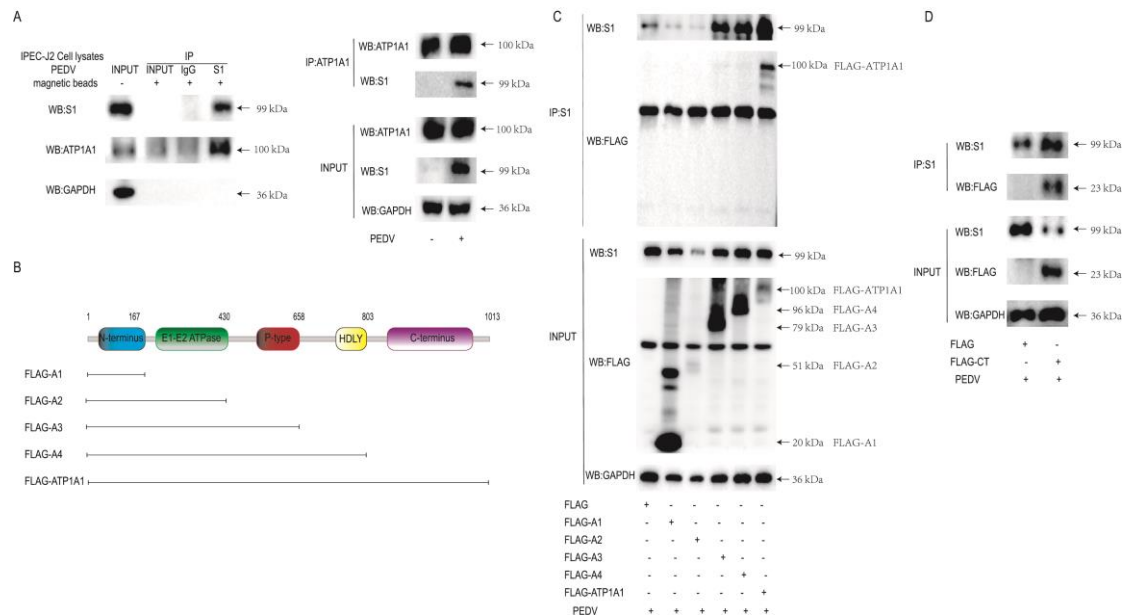 A
IPEC-J2 Cell lysates
IP
PEDV INPUT INPUT IgG S1
magnetic beads - + + +
WB:S1 ← 99 kDa
WB:ATP1A1 ← 100 kDa
WB:GAPDH ← 36 kDa
IP:ATP1A1
WB:ATP1A1 → 100 kDa
WB:S1 → 99 kDa
INPUT
WB:ATP1A1 → 100 kDa
WB:S1 ← 99 kDa
WB:GAPDH ← 36 kDa
PEDV - +
B
1 167 430 658 803 1013
N-terminus E1-E2 ATPase P-type HDLY C-terminus
FLAG-A1
FLAG-A2
FLAG-A3
FLAG-A4
FLAG-ATP1A1
C
IP:S1
WB:S1 ← 99 kDa
←100 kDa FLAG-ATP1A1
WB:FLAG
INPUT
WB:S1 ← 99 kDa
←100 kDa FLAG-ATP1A1
← 96 kDa FLAG-A4
← 79 kDa FLAG-A3
WB:FLAG
← 51 kDa FLAG-A2
← 20 kDa FLAG-A1
WB:GAPDH ← 36 kDa
FLAG + - - - - -
FLAG-A1 - + - - - -
FLAG-A2 - - + - - -
FLAG-A3 - - - + - -
FLAG-A4 - - - - + -
FLAG-ATP1A1 - - - - - +
PEDV + + + + + +
D
IP:S1
WB:S1 ← 99 kDa
WB:FLAG ← 23 kDa
INPUT
WB:S1 ← 99 kDa
WB:FLAG ← 23 kDa
WB:GAPDH ← 36 kDa
FLAG + -
FLAG-CT - +
PEDV + +